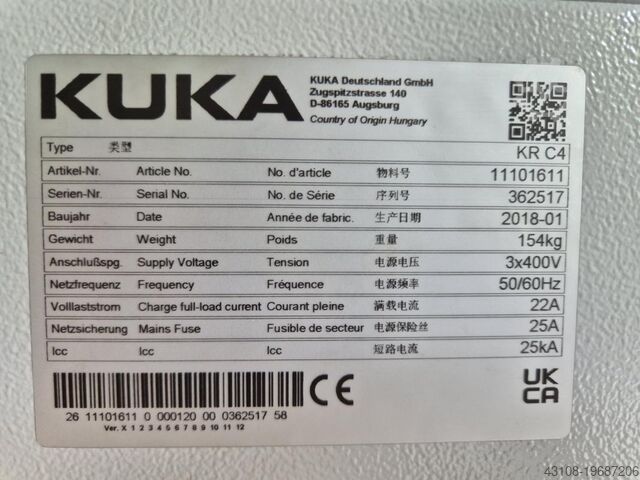 KUKA
KUKA Deutschland GmbH
Zugspitzstrasse 140
D-86165 Augsburg
Country of Origin Hungary
Type 类型 KR C4
Artikel-Nr. Article No. No. d'article 物料号 11101611
Serien-Nr. Serial No. No. de Série 序列号 362517
Baujahr Date Année de fabric. 生产日期 2018-01
Gewicht Weight Poids 重量 154kg
Anschlußspg. Supply Voltage Tension 电源电压 3x400V
Netzfrequenz Frequency Fréquence 电源频率 50/60Hz
Volllaststrom Charge full-load current Courant pleine 满载电流 22A
Netzsicherung Mains Fuse Fusible de secteur 电源保险丝 25A
Icc Icc Icc 短路电流 25kA
CE
UK
CA
26 11101611 0 000120 00 0362517 58
Ver. X 1 2 3 4 5 6 7 8 9 10 11 12
43108-19687206